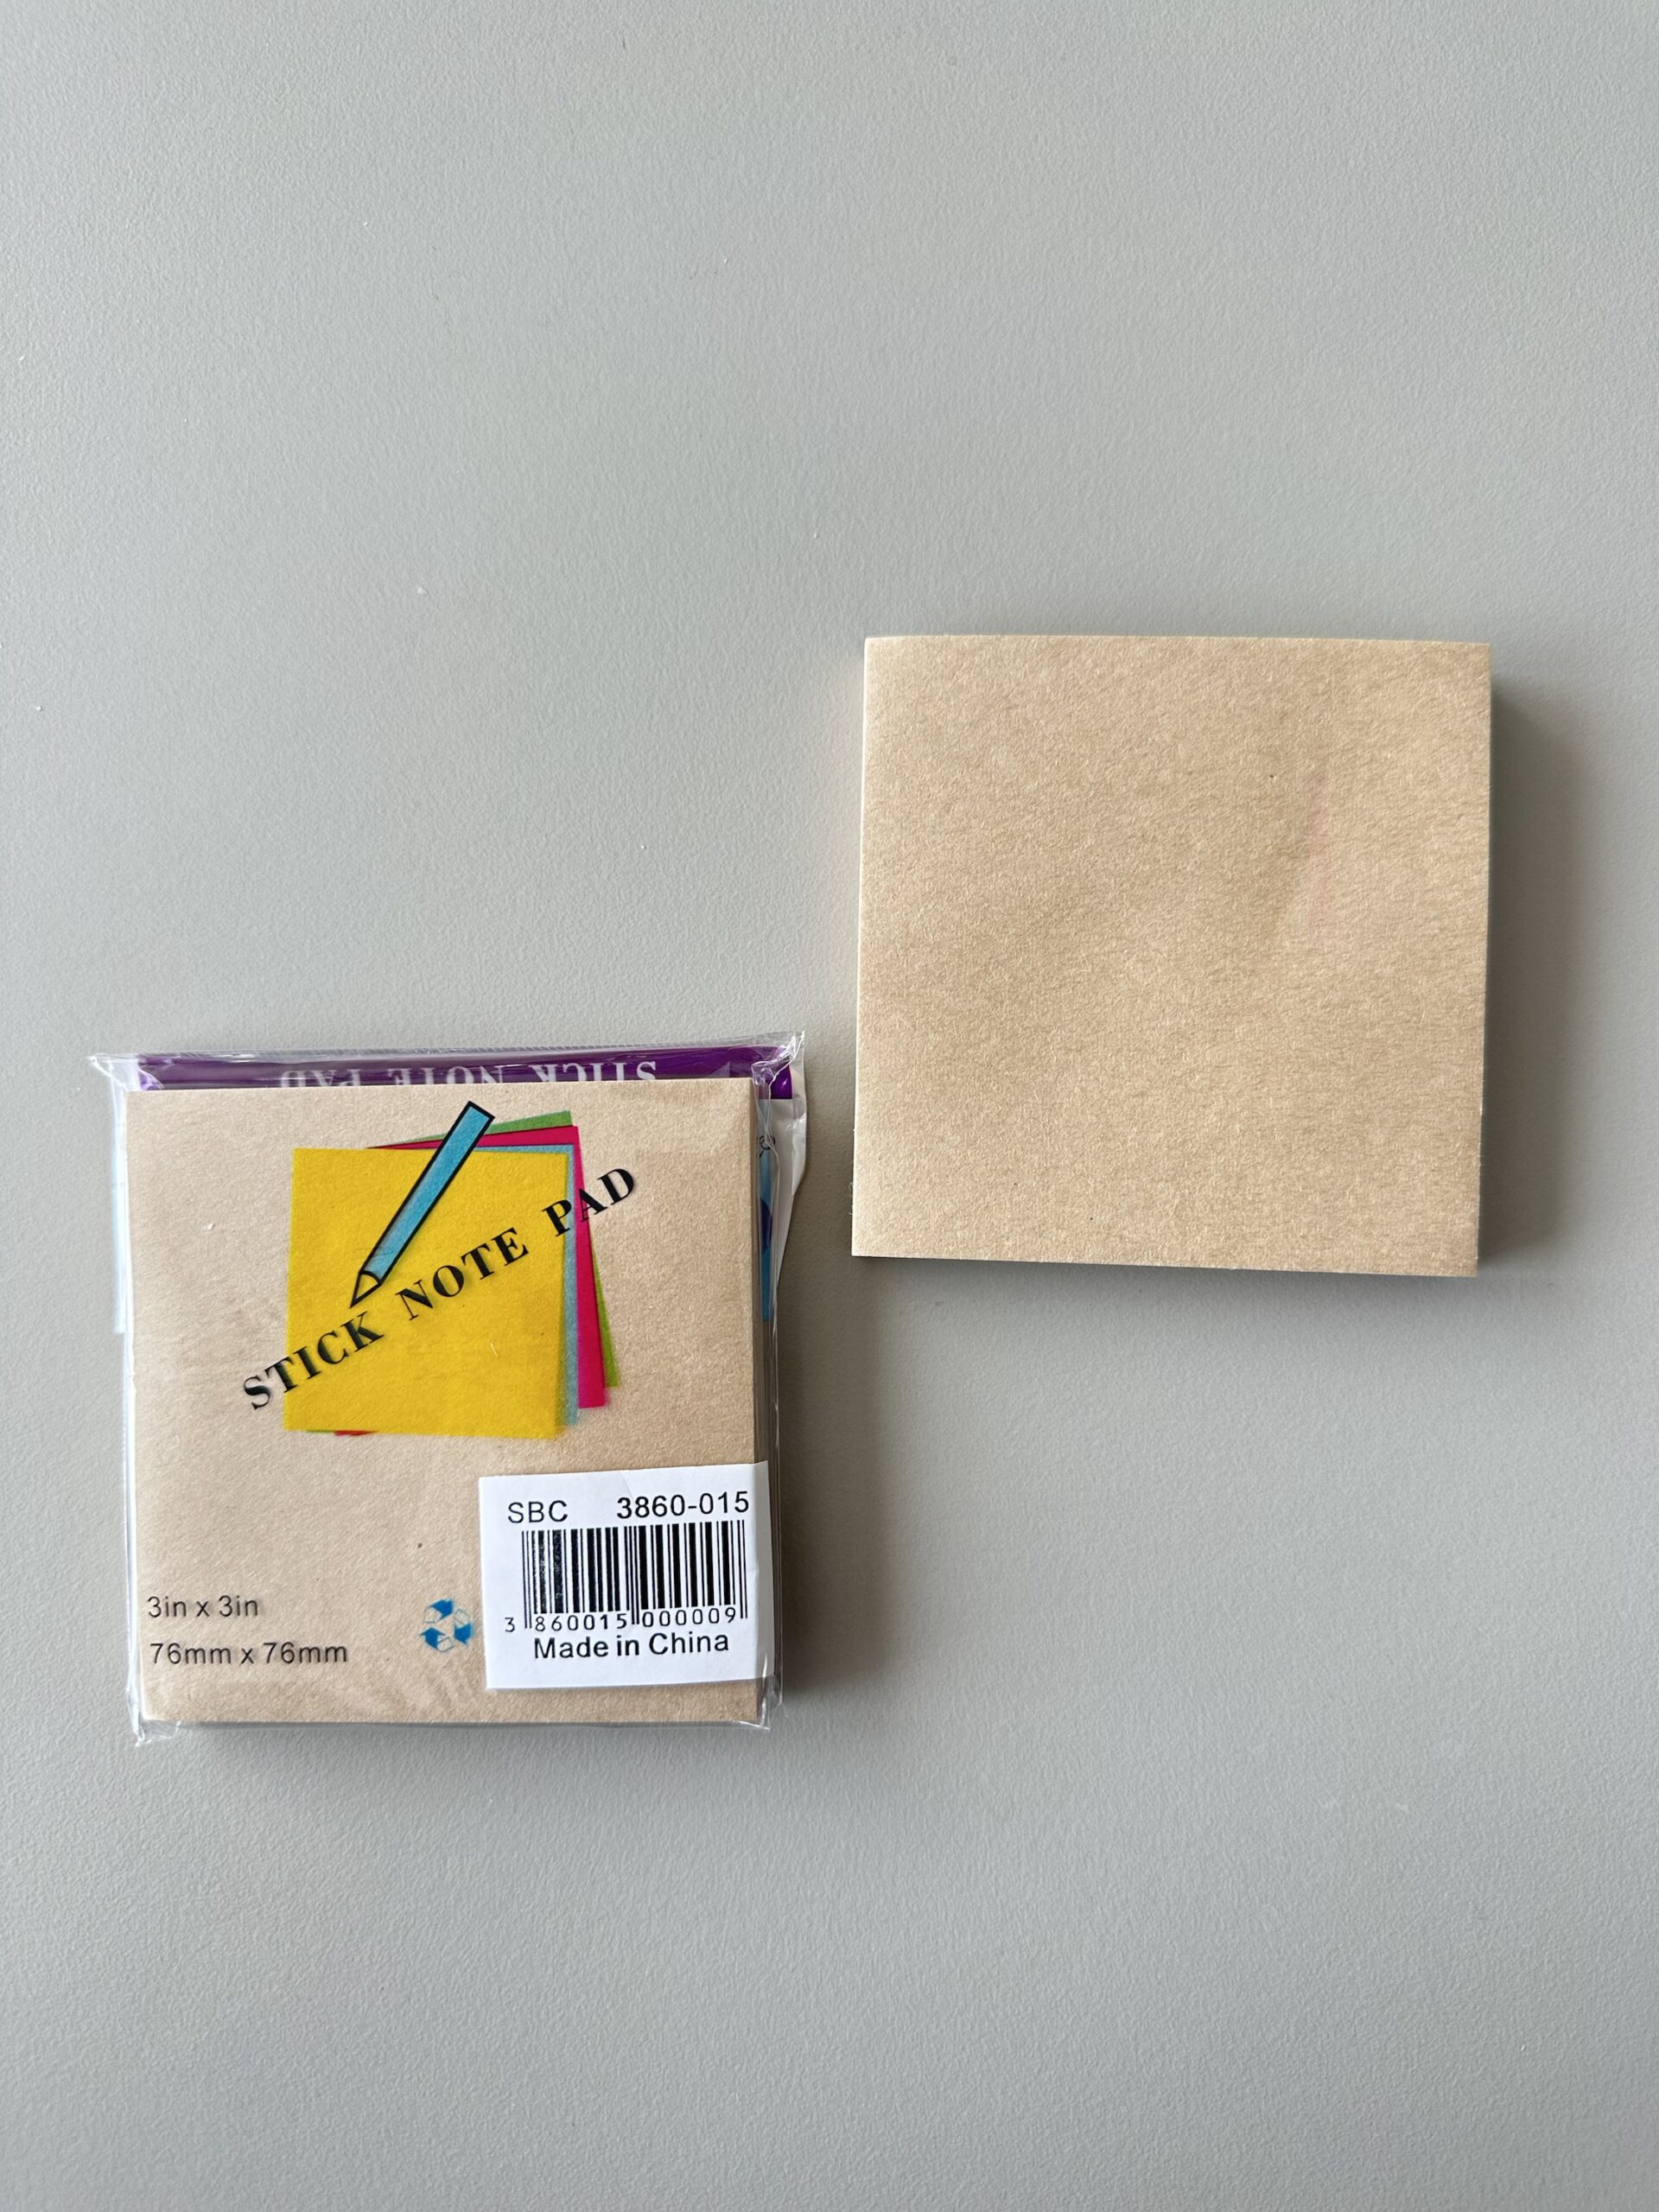 STICK NOTE PAD
STICK NOTE PAD
SBC 3860-015
3 860015 000009
Made in China
3in x 3in
76mm x 76mm